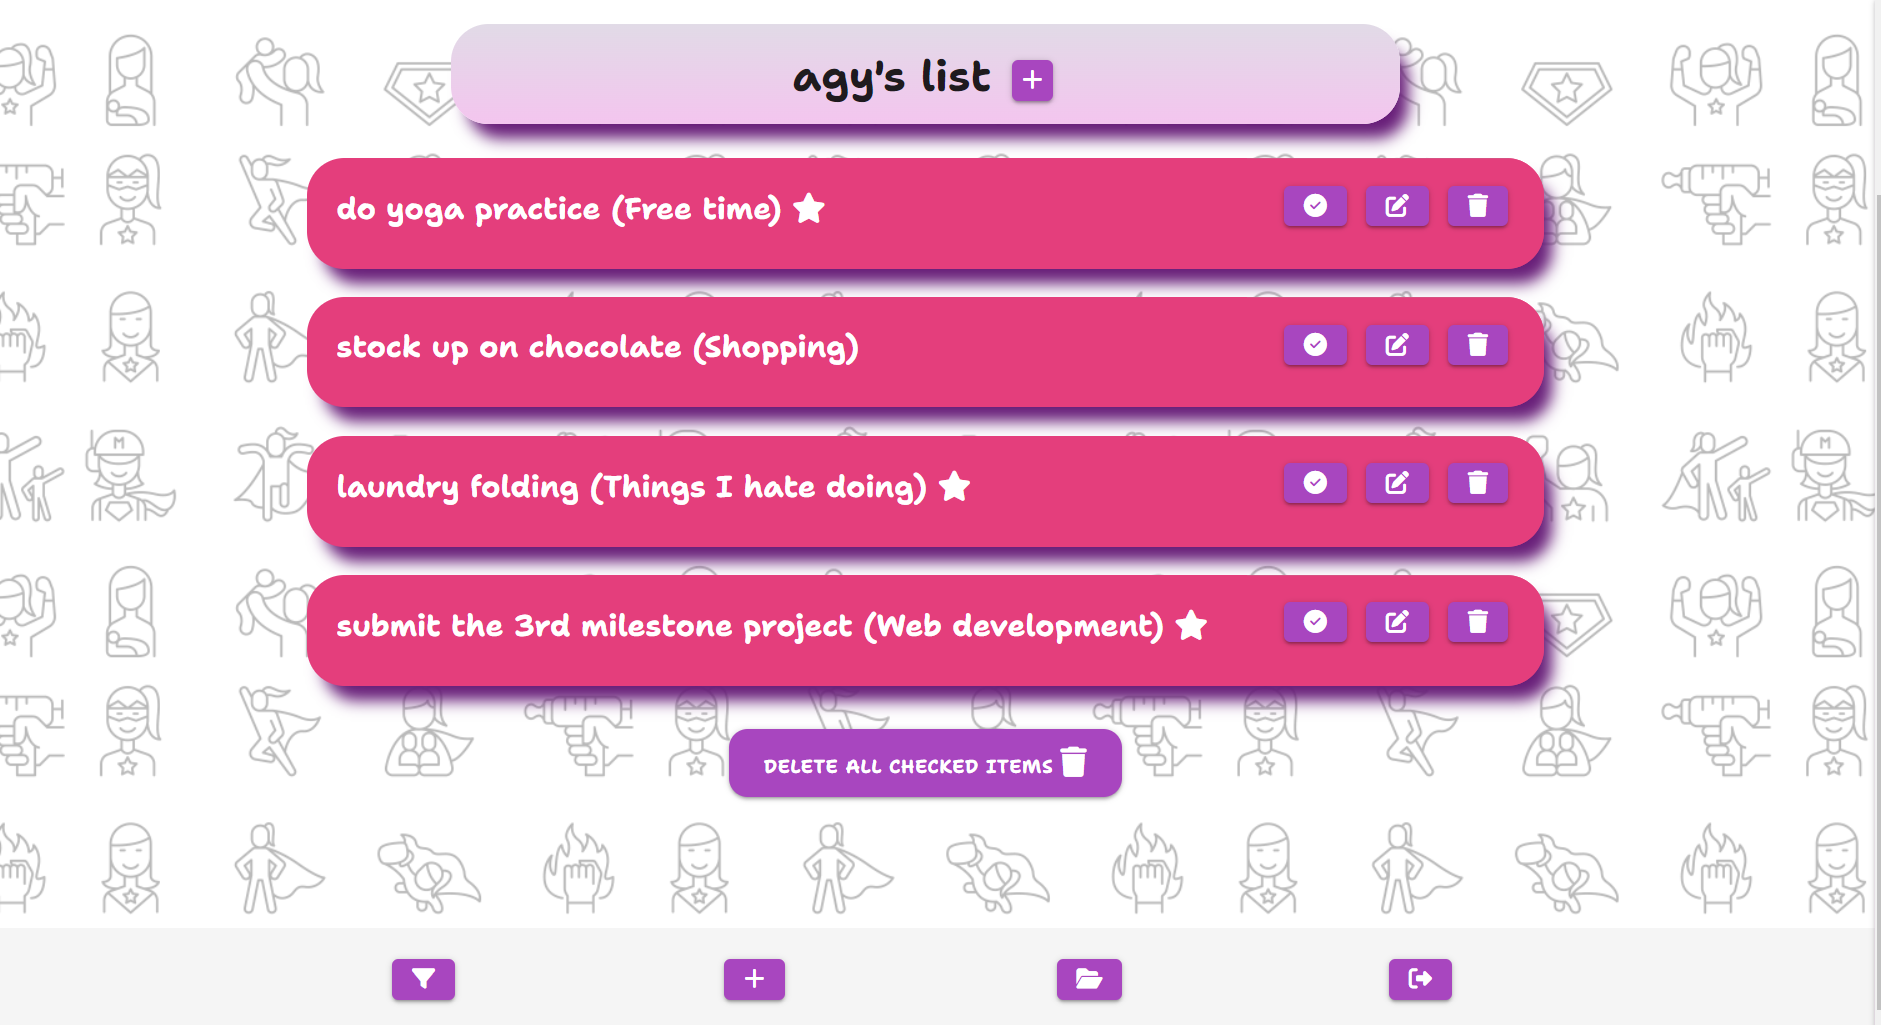 agy's list
do yoga practice (Free time)
stock up on chocolate (Shopping)
laundry folding (Things I hate doing)
M
M
submit the 3rd milestone project (Web development)
DELETE ALL CHECKED ITEMS